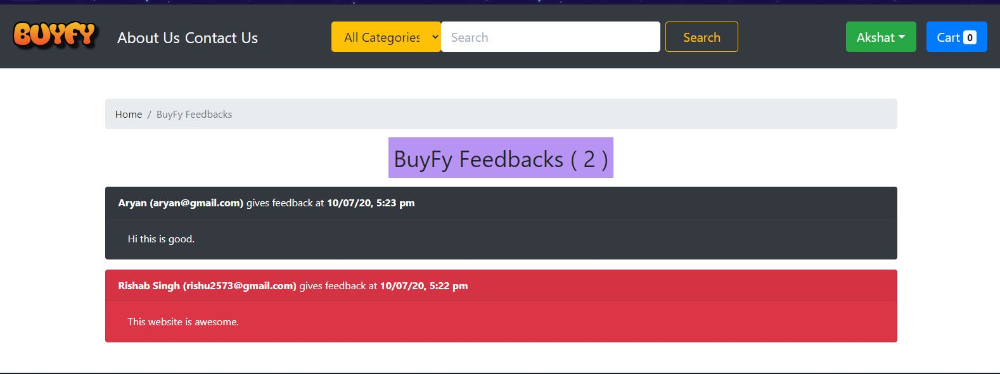 BUYFY About Us Contact Us All Categories Search Search Akshat Cart 0
Home / BuyFy Feedbacks
BuyFy Feedbacks ( 2 )
Aryan (aryan@gmail.com) gives feedback at 10/07/20, 5:23 pm
Hi this is good.
Rishab Singh (rishu2573@gmail.com) gives feedback at 10/07/20, 5:22 pm
This website is awesome.